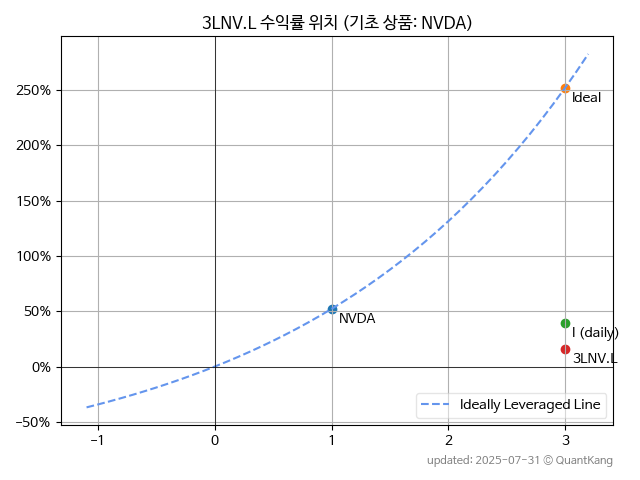 3LNV.L 수익률 위치 (기초 상품: NVDA)
250%
200%
150%
100%
50%
0%
−50%
Ideal
NVDA
I (daily)
3LNV.L
Ideally Leveraged Line
−1 0 1 2 3
updated: 2025-07-31 © QuantKang